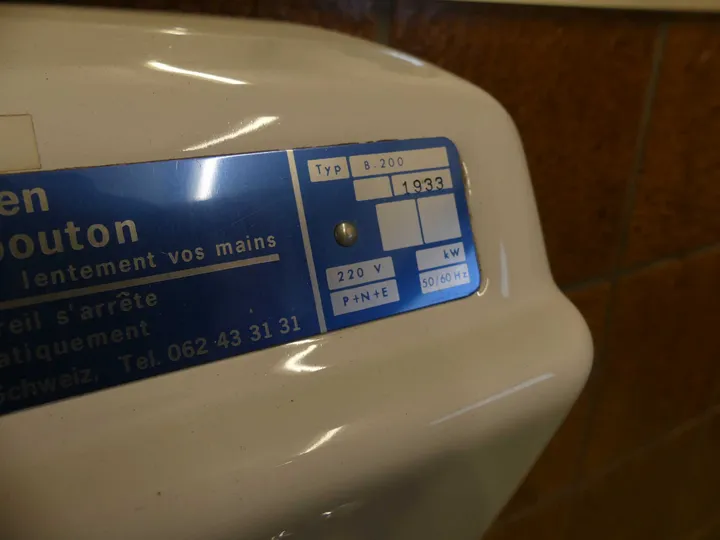 en
bouton
lentement vos mains
reil s'arrête
atiquement
Schweiz, Tel. 062 43 31 31
Typ B.200
1933
220 V kW
P+N+E 50/60 Hz